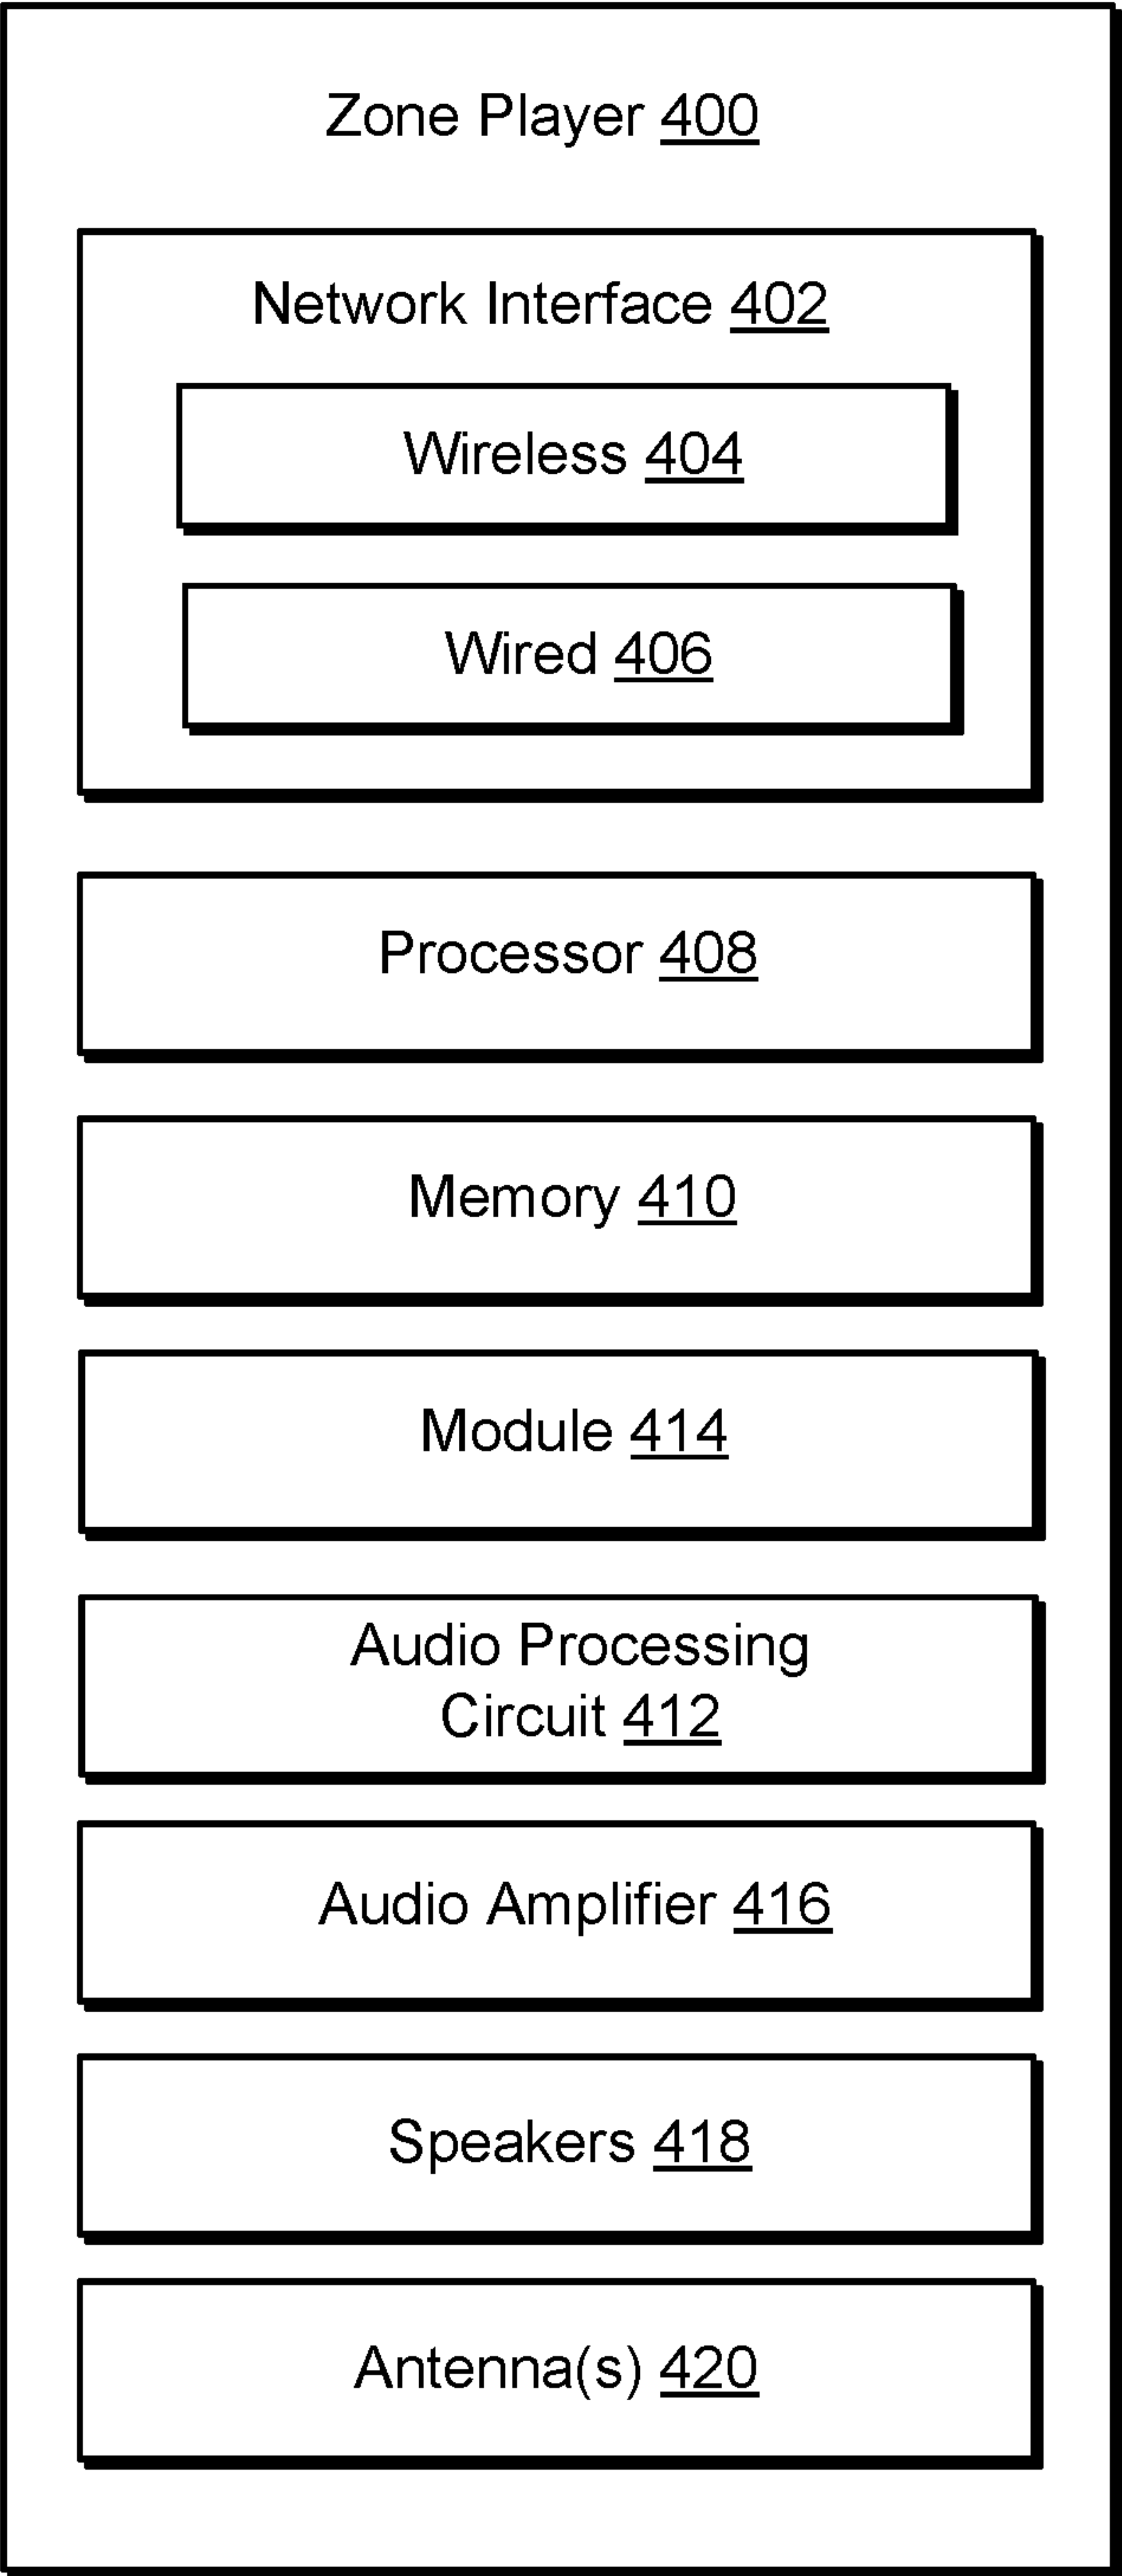 Zone Player 400
Network Interface 402
Wireless 404
Wired 406
Processor 408
Memory 410
Module 414
Audio Processing
Circuit 412
Audio Amplifier 416
Speakers 418
Antenna(s) 420